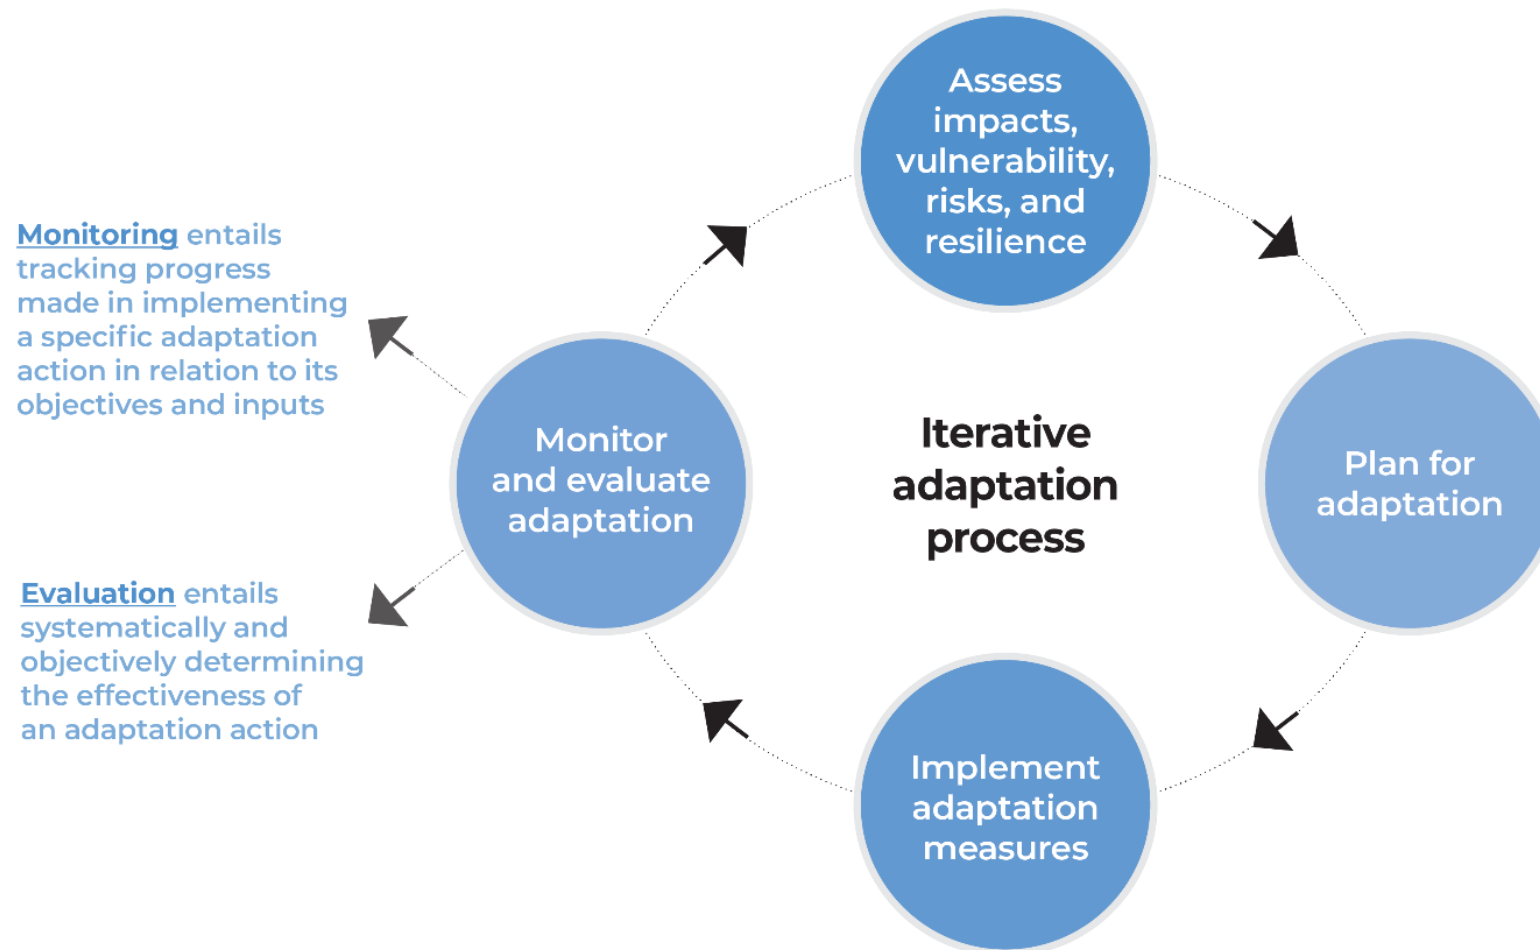 Assess
impacts,
vulnerability,
risks, and
resilience
Monitoring entails
tracking progress
made in implementing
a specific adaptation
action in relation to its
objectives and inputs
Monitor
and evaluate
adaptation
Iterative
adaptation
process
Plan for
adaptation
Evaluation entails
systematically and
objectively determining
the effectiveness of
an adaptation action
Implement
adaptation
measures